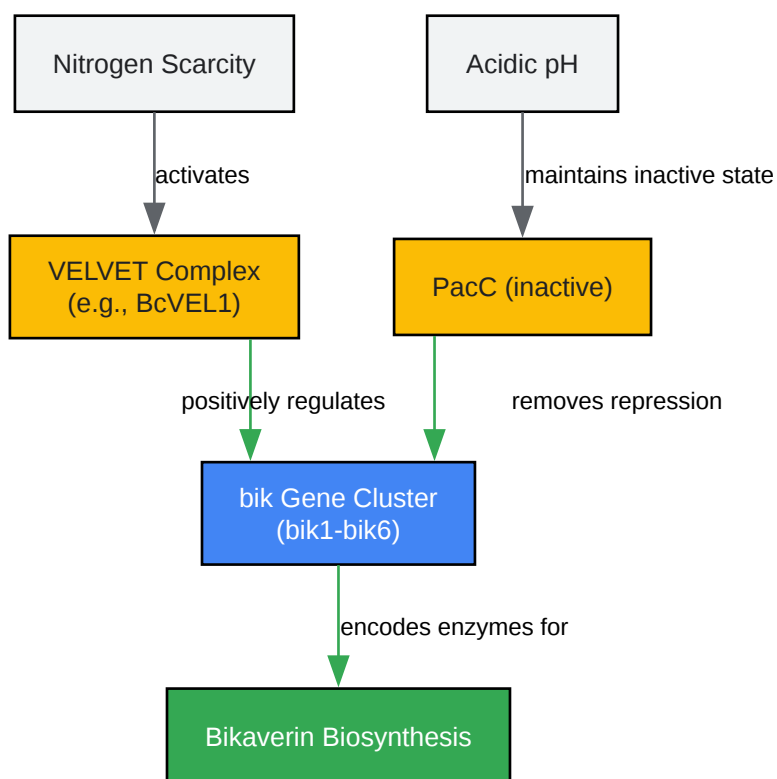 Nitrogen Scarcity
Acidic pH
activates
maintains inactive state
VELVET Complex
(e.g., BcVEL1)
PacC (inactive)
positively regulates
removes repression
bik Gene Cluster
(bik1-bik6)
encodes enzymes for
Bikaverin Biosynthesis